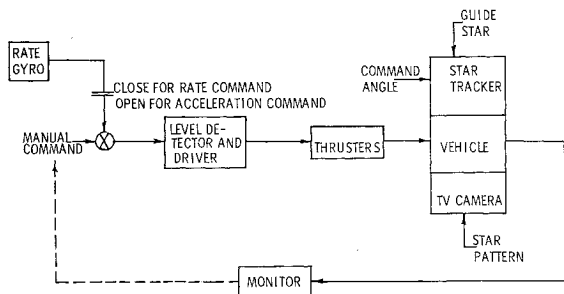 GUIDE
STAR
RATE
GYRO
CLOSE FOR RATE COMMAND
OPEN FOR ACCELERATION COMMAND
COMMAND
ANGLE
STAR
TRACKER
MANUAL
COMMAND
X
LEVEL DE-
TECTOR AND
DRIVER
THRUSTERS
VEHICLE
TV CAMERA
STAR
PATTERN
MONITOR